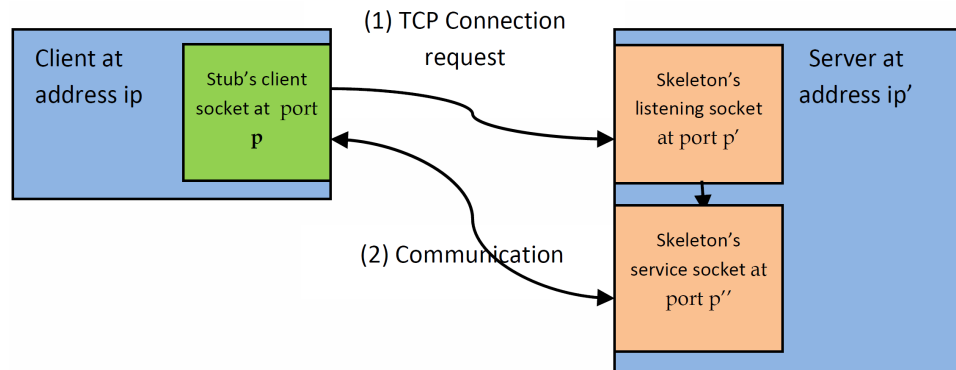 (1) TCP Connection
request
Client at
address ip
Stub's client
socket at port
p
Skeleton's
listening socket
at port p'
Server at
address ip'
(2) Communication
Skeleton's
service socket at
port p''